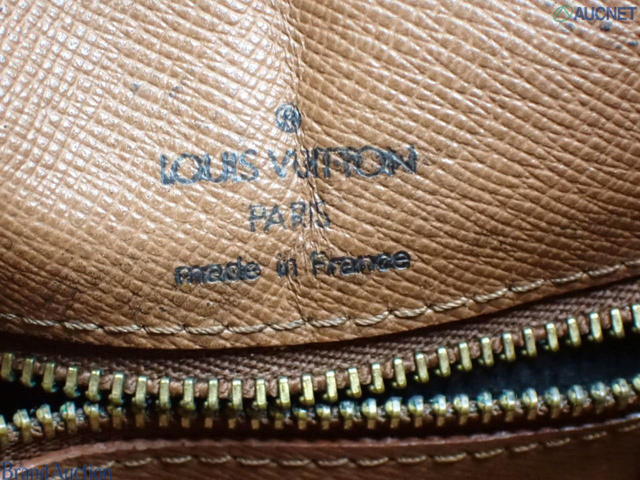 AUCNET
®
LOUIS VUITTON
PARIS
made in France
Brand Auction